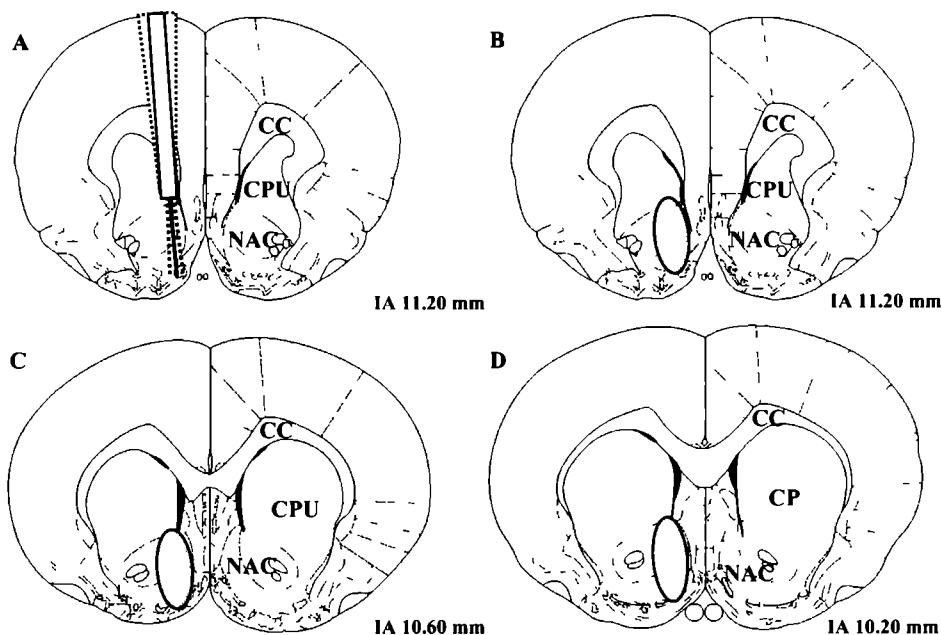 A
CC
CPU
NAC
IA 11.20 mm
B
CC
CPU
NAC
IA 11.20 mm
C
CC
CPU
NAC
IA 10.60 mm
D
CC
CP
NAC
IA 10.20 mm